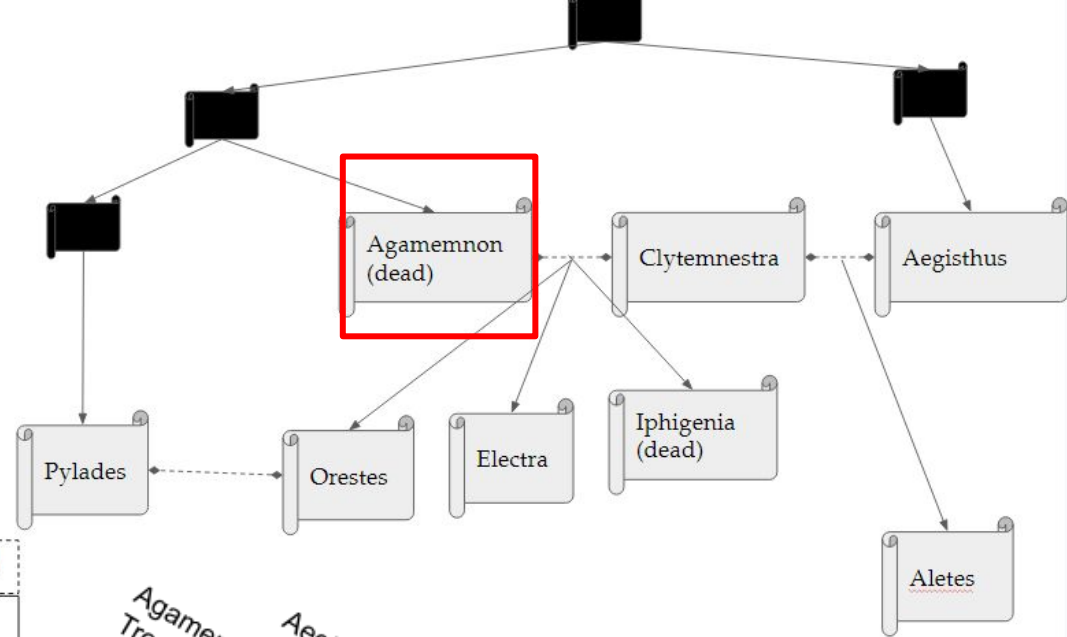 Agamemnon
(dead)
Clytemnestra
Aegisthus
Pylades
Orestes
Electra
Iphigenia
(dead)
Aletes